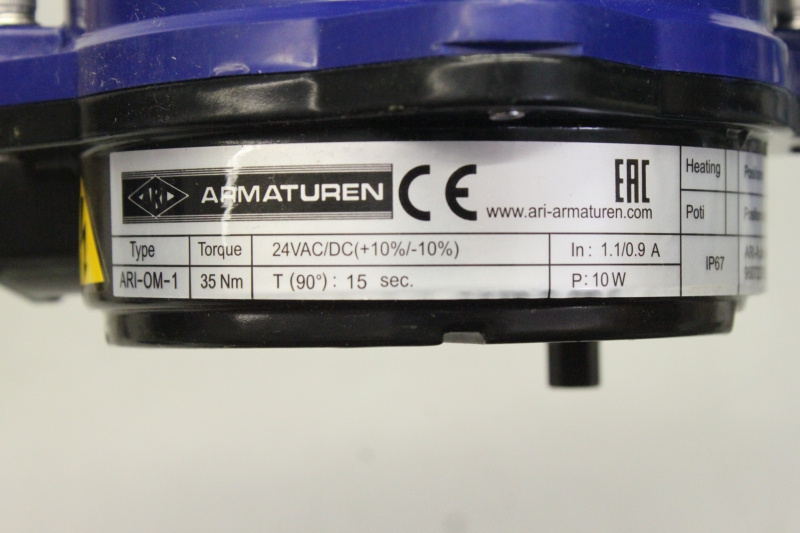 ARI ARMATUREN CE
EAC
www.ari-armaturen.com
Heating
Poti
Type Torque 24VAC/DC(+10%/-10%) In: 1.1/0.9 A
ARI-OM-1 35 Nm T (90°): 15 sec. P: 10 W
IP67